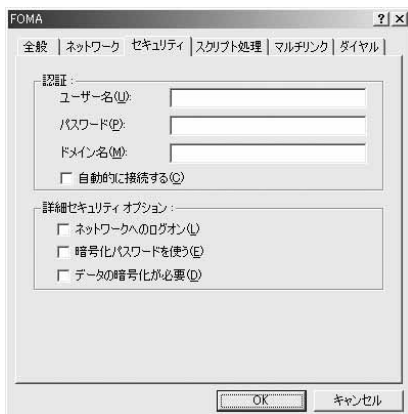 FOMA
全般 ネットワーク セキュリティ スクリプト処理 マルチリンク ダイヤル
認証:
ユーザー名(U):
パスワード(P):
ドメイン名(M):
自動的に接続する(C)
詳細セキュリティ オプション:
ネットワークへのログオン(L)
暗号化パスワードを使う(E)
データの暗号化が必要(D)
OK キャンセル